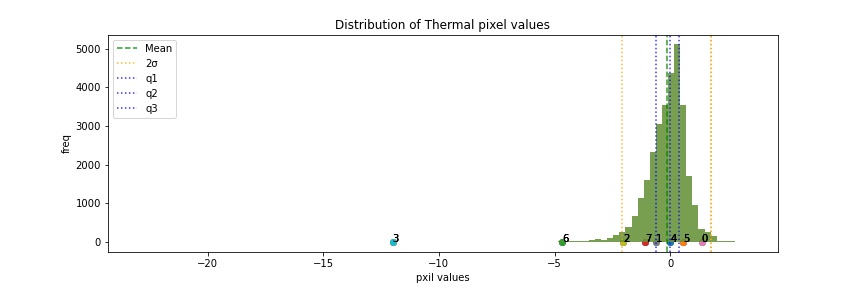 Distribution of Thermal pixel values
5000
4000
3000
2000
1000
0
freq
Mean
2σ
q1
q2
q3
3
6
2
7
1
4
5
0
−20
−15
−10
−5
0
pxil values